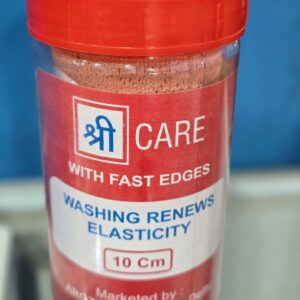 श्री CARE
WITH FAST EDGES
WASHING RENEWS
ELASTICITY
10 Cm
Marketed by :